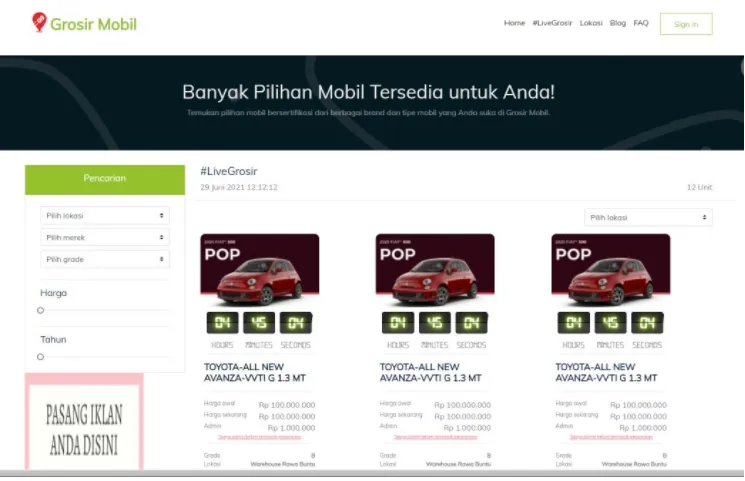 Grosir Mobil
Home #LiveGrosir Lokasi Blog FAQ Sign In
Banyak Pilihan Mobil Tersedia untuk Anda!
Temukan pilihan mobil bersertifikasi dari berbagai brand dan tipe mobil yang Anda suka di Grosir Mobil.
Pencarian
Pilih lokasi
Pilih merek
Pilih grade
Harga
Tahun
PASANG IKLAN
ANDA DISINI
#LiveGrosir
29 Juni 2021 12:12:12 12 Unit
Pilih lokasi
2020 FIAT® 500
POP
04 45 04
HOURS MINUTES SECONDS
TOYOTA-ALL NEW
AVANZA-VVTI G 1.3 MT
Harga awal Rp 100.000.000
Harga sekarang Rp 100.000.000
Admin Rp 1.000.000
Grade B
Lokasi Warehouse Rawa Buntu
2020 FIAT® 500
POP
04 45 04
HOURS MINUTES SECONDS
TOYOTA-ALL NEW
AVANZA-VVTI G 1.3 MT
Harga awal Rp 100.000.000
Harga sekarang Rp 100.000.000
Admin Rp 1.000.000
Grade B
Lokasi Warehouse Rawa Buntu
2020 FIAT® 500
POP
04 45 04
HOURS MINUTES SECONDS
TOYOTA-ALL NEW
AVANZA-VVTI G 1.3 MT
Harga awal Rp 100.000.000
Harga sekarang Rp 100.000.000
Admin Rp 1.000.000
Grade B
Lokasi Warehouse Rawa Buntu